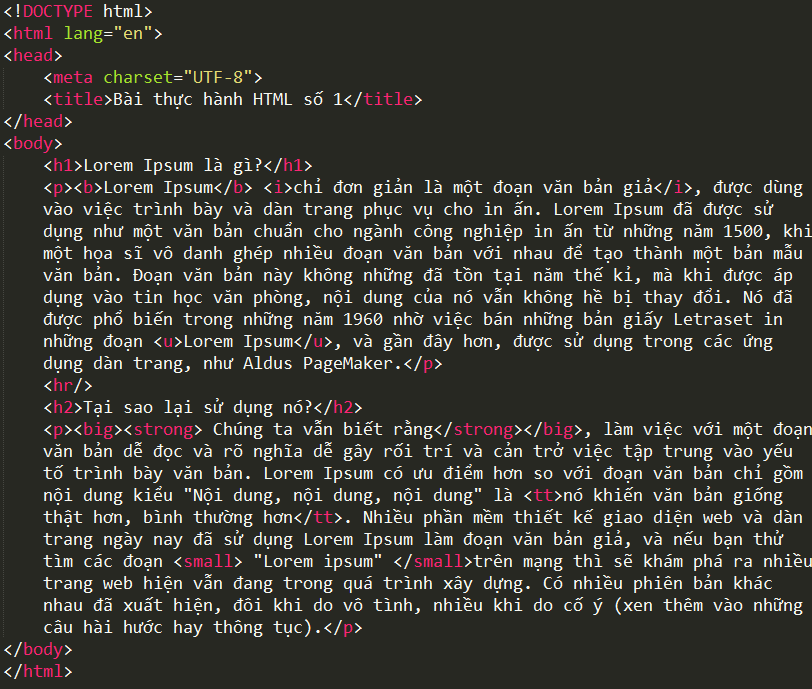 <!DOCTYPE html>
<html lang="en">
<head>
    <meta charset="UTF-8">
    <title>Bài thực hành HTML số 1</title>
</head>
<body>
    <h1>Lorem Ipsum là gì?</h1>
    <p><b>Lorem Ipsum</b> <i>chỉ đơn giản là một đoạn văn bản giả</i>, được dùng
    vào việc trình bày và dàn trang phục vụ cho in ấn. Lorem Ipsum đã được sử
    dụng như một văn bản chuẩn cho ngành công nghiệp in ấn từ những năm 1500, khi
    một họa sĩ vô danh ghép nhiều đoạn văn bản với nhau để tạo thành một bản mẫu
    văn bản. Đoạn văn bản này không những đã tồn tại năm thế kỉ, mà khi được áp
    dụng vào tin học văn phòng, nội dung của nó vẫn không hề bị thay đổi. Nó đã
    được phổ biến trong những năm 1960 nhờ việc bán những bản giấy Letraset in
    những đoạn <u>Lorem Ipsum</u>, và gần đây hơn, được sử dụng trong các ứng
    dụng dàn trang, như Aldus PageMaker.</p>
    <hr/>
    <h2>Tại sao lại sử dụng nó?</h2>
    <p><big><strong> Chúng ta vẫn biết rằng</strong></big>, làm việc với một đoạn
    văn bản dễ đọc và rõ nghĩa dễ gây rối trí và cản trở việc tập trung vào yếu
    tố trình bày văn bản. Lorem Ipsum có ưu điểm hơn so với đoạn văn bản chỉ gồm
    nội dung kiểu "Nội dung, nội dung, nội dung" là <tt>nó khiến văn bản giống
    thật hơn, bình thường hơn</tt>. Nhiều phần mềm thiết kế giao diện web và dàn
    trang ngày nay đã sử dụng Lorem Ipsum làm đoạn văn bản giả, và nếu bạn thử
    tìm các đoạn <small> "Lorem ipsum" </small>trên mạng thì sẽ khám phá ra nhiều
    trang web hiện vẫn đang trong quá trình xây dựng. Có nhiều phiên bản khác
    nhau đã xuất hiện, đôi khi do vô tình, nhiều khi do cố ý (xen thêm vào những
    câu hài hước hay thông tục).</p>
</body>
</html>